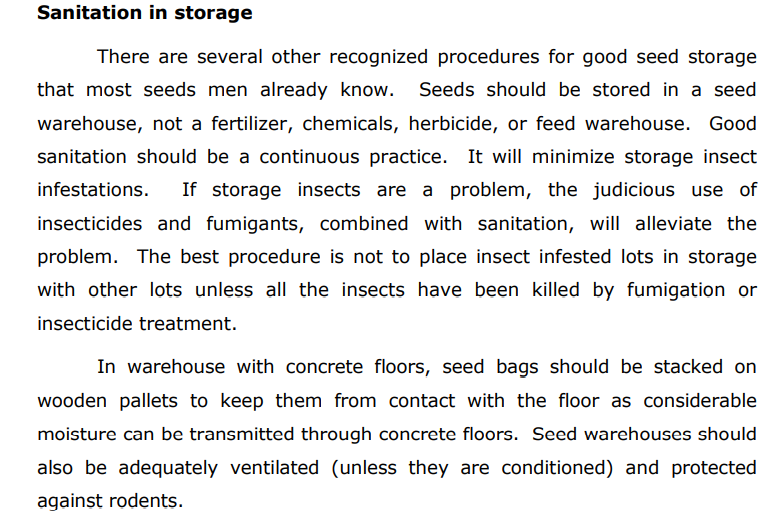 Sanitation in storage
There are several other recognized procedures for good seed storage
that most seeds men already know. Seeds should be stored in a seed
warehouse, not a fertilizer, chemicals, herbicide, or feed warehouse. Good
sanitation should be a continuous practice. It will minimize storage insect
infestations. If storage insects are a problem, the judicious use of
insecticides and fumigants, combined with sanitation, will alleviate the
problem. The best procedure is not to place insect infested lots in storage
with other lots unless all the insects have been killed by fumigation or
insecticide treatment.
In warehouse with concrete floors, seed bags should be stacked on
wooden pallets to keep them from contact with the floor as considerable
moisture can be transmitted through concrete floors. Seed warehouses should
also be adequately ventilated (unless they are conditioned) and protected
against rodents.